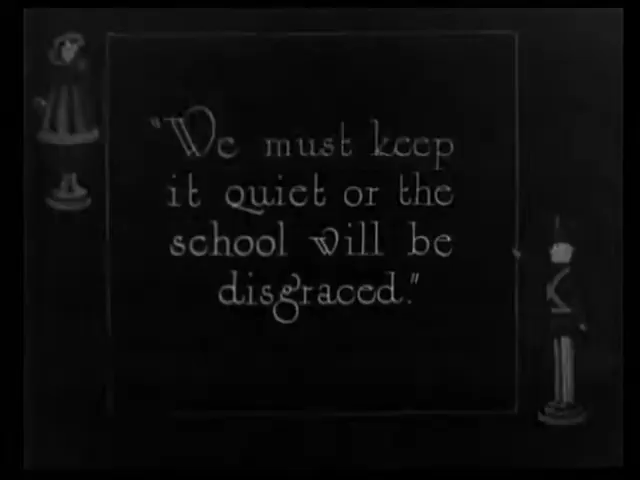 "We must keep
it quiet or the
school will be
disgraced."